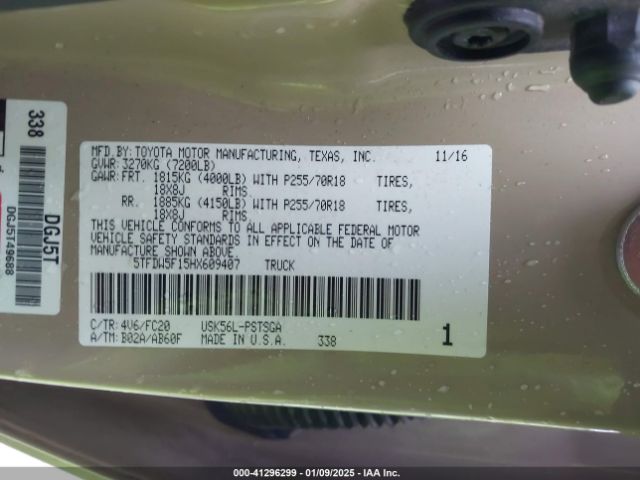 338
DGJ5T49688
DGJ5T
MFD.BY:TOYOTA MOTOR MANUFACTURING, TEXAS, INC. 11/16
GVWR:3270KG (7200LB)
GAWR:FRT. 1815KG (4000LB) WITH P255/70R18 TIRES,
18X8J RIMS
RR. 1885KG (4150LB) WITH P255/70R18 TIRES,
18X8J RIMS
THIS VEHICLE CONFORMS TO ALL APPLICABLE FEDERAL MOTOR
VEHICLE SAFETY STANDARDS IN EFFECT ON THE DATE OF
MANUFACTURE SHOWN ABOVE.
5TFDW5F15HX609407 TRUCK
C/TR:4V6/FC20 USK56L-PSTSGA
A/TM:B02A/AB60F MADE IN U.S.A. 338 1
000-41296299 - 01/09/2025 - IAA Inc.